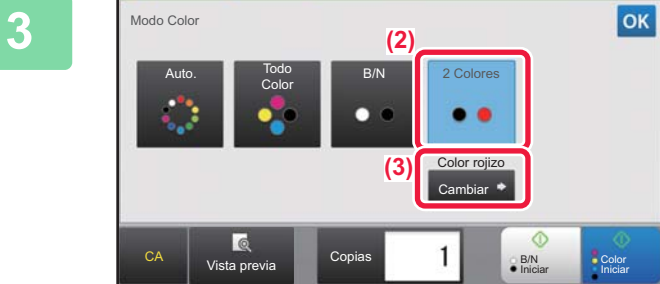 3
Modo Color
OK
(2)
Auto.
Todo
Color
B/N
2 Colores
(3)
Color rojizo
Cambiar
CA
Vista previa
Copias
1
B/N
Iniciar
Color
Iniciar